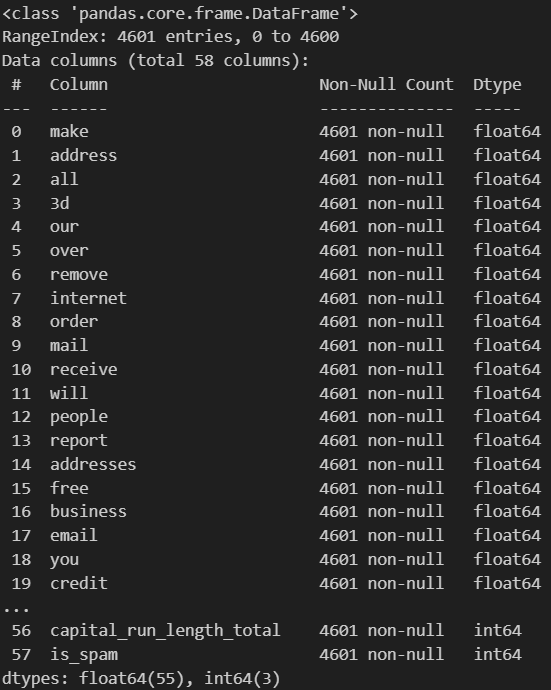 <class 'pandas.core.frame.DataFrame'>
RangeIndex: 4601 entries, 0 to 4600
Data columns (total 58 columns):
 #   Column                      Non-Null Count  Dtype
---  ------                      --------------  -----
 0   make                        4601 non-null   float64
 1   address                     4601 non-null   float64
 2   all                         4601 non-null   float64
 3   3d                          4601 non-null   float64
 4   our                         4601 non-null   float64
 5   over                        4601 non-null   float64
 6   remove                      4601 non-null   float64
 7   internet                    4601 non-null   float64
 8   order                       4601 non-null   float64
 9   mail                        4601 non-null   float64
 10  receive                     4601 non-null   float64
 11  will                        4601 non-null   float64
 12  people                      4601 non-null   float64
 13  report                      4601 non-null   float64
 14  addresses                   4601 non-null   float64
 15  free                        4601 non-null   float64
 16  business                    4601 non-null   float64
 17  email                       4601 non-null   float64
 18  you                         4601 non-null   float64
 19  credit                      4601 non-null   float64
...
 56  capital_run_length_total    4601 non-null   int64
 57  is_spam                     4601 non-null   int64
dtypes: float64(55), int64(3)